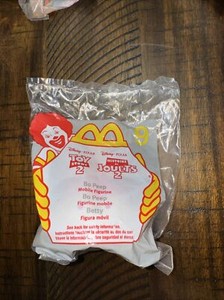 9
DISNEY · PIXAR
TOY STORY 2
DISNEY · PIXAR
HISTOIRE DE JOUETS 2
Bo Peep
Mobile Figurine
Bo Peep
Figurine mobile
Betty
Figura móvil